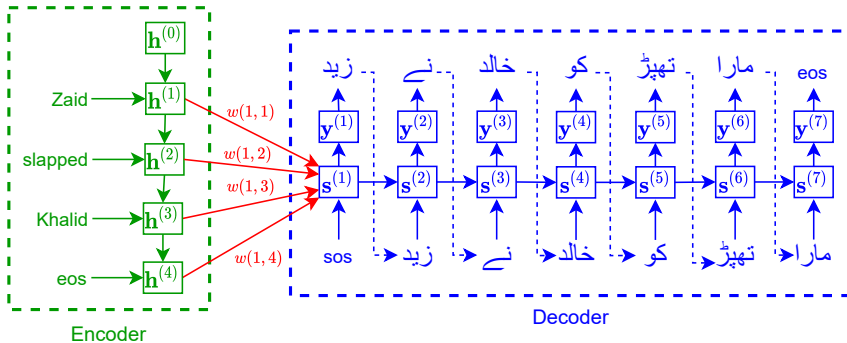 h(0)
Zaid h(1)
slapped h(2)
Khalid h(3)
eos h(4)
Encoder
w(1,1)
w(1,2)
w(1,3)
w(1,4)
زید نے خالد کو تھپڑ مارا eos
y(1) y(2) y(3) y(4) y(5) y(6) y(7)
s(1) s(2) s(3) s(4) s(5) s(6) s(7)
sos زید نے خالد کو تھپڑ مارا
Decoder